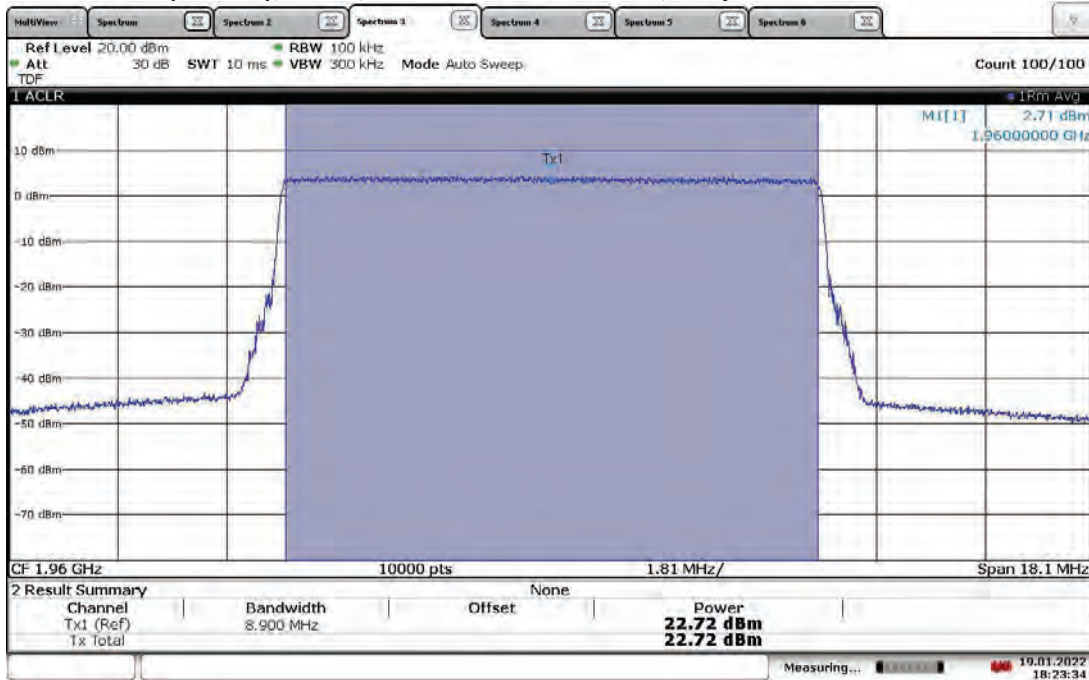 MultiView Spectrum Spectrum 2 Spectrum 3 Spectrum 4 Spectrum 5 Spectrum 6
Ref Level 20.00 dBm RBW 100 kHz
Att 30 dB SWT 10 ms VBW 300 kHz Mode Auto Sweep Count 100/100
TDF
1 ACLR 1Rm Avg
M1[1] 2.71 dBm
1.96000000 GHz
10 dBm
Tx1
0 dBm
-10 dBm
-20 dBm
-30 dBm
-40 dBm
-50 dBm
-60 dBm
-70 dBm
CF 1.96 GHz 10000 pts 1.81 MHz/ Span 18.1 MHz
2 Result Summary None
Channel Bandwidth Offset Power
Tx1 (Ref) 8.900 MHz 22.72 dBm
Tx Total 22.72 dBm
Measuring... 19.01.2022
18:23:34